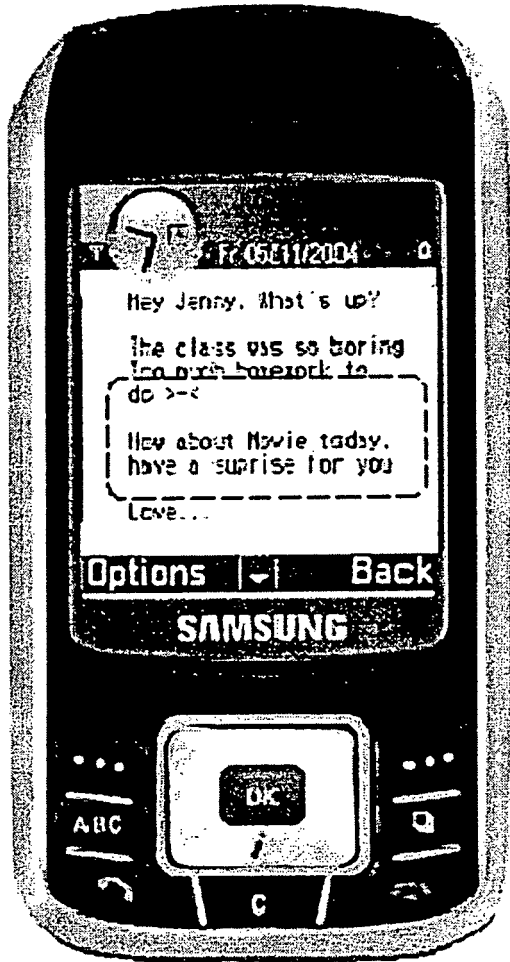 Fr 05/11/2004
Hey Jenny, What's up?
The class was so boring
Too much homework to
do >-<
How about Movie today,
have a suprise for you
Love...
Options Back
SAMSUNG
OK
ABC
C